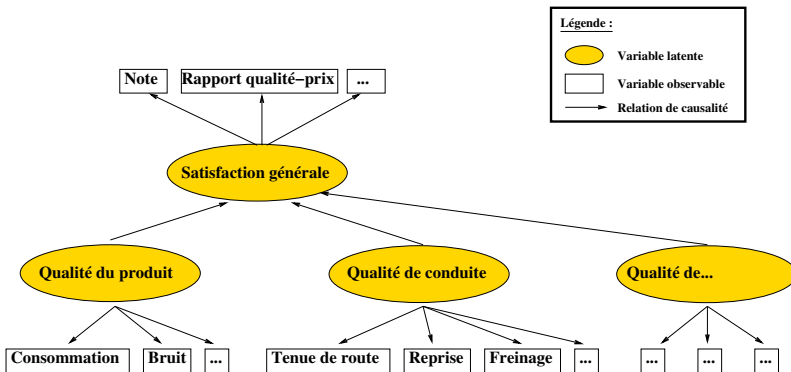 Légende :
Variable latente
Variable observable
Relation de causalité
Note Rapport qualité−prix ...
Satisfaction générale
Qualité du produit Qualité de conduite Qualité de...
Consommation Bruit ... Tenue de route Reprise Freinage ... ... ... ...